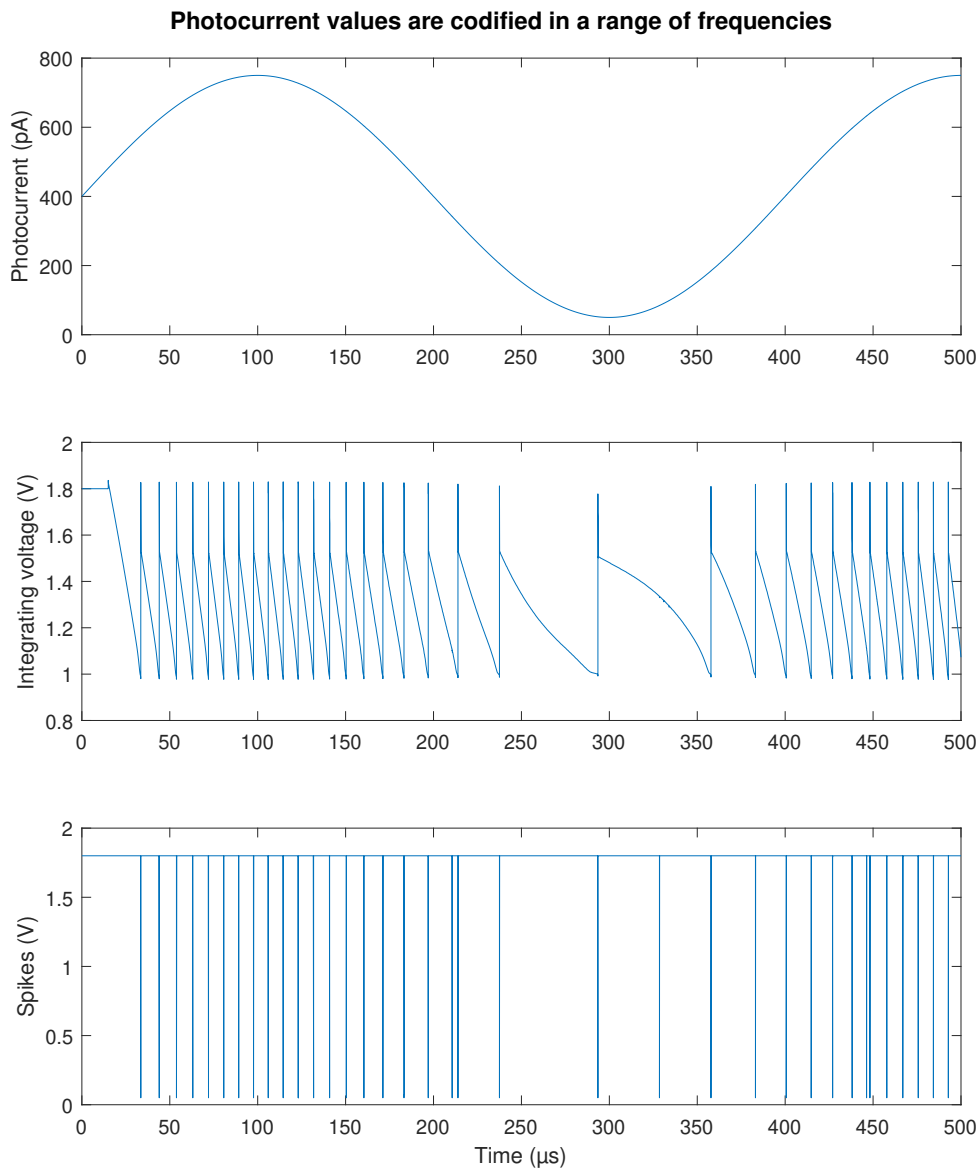 Photocurrent values are codified in a range of frequencies
Photocurrent (pA)
800
600
400
200
0
0 50 100 150 200 250 300 350 400 450 500
Integrating voltage (V)
2
1.8
1.6
1.4
1.2
1
0.8
0 50 100 150 200 250 300 350 400 450 500
Spikes (V)
2
1.5
1
0.5
0
0 50 100 150 200 250 300 350 400 450 500
Time (µs)